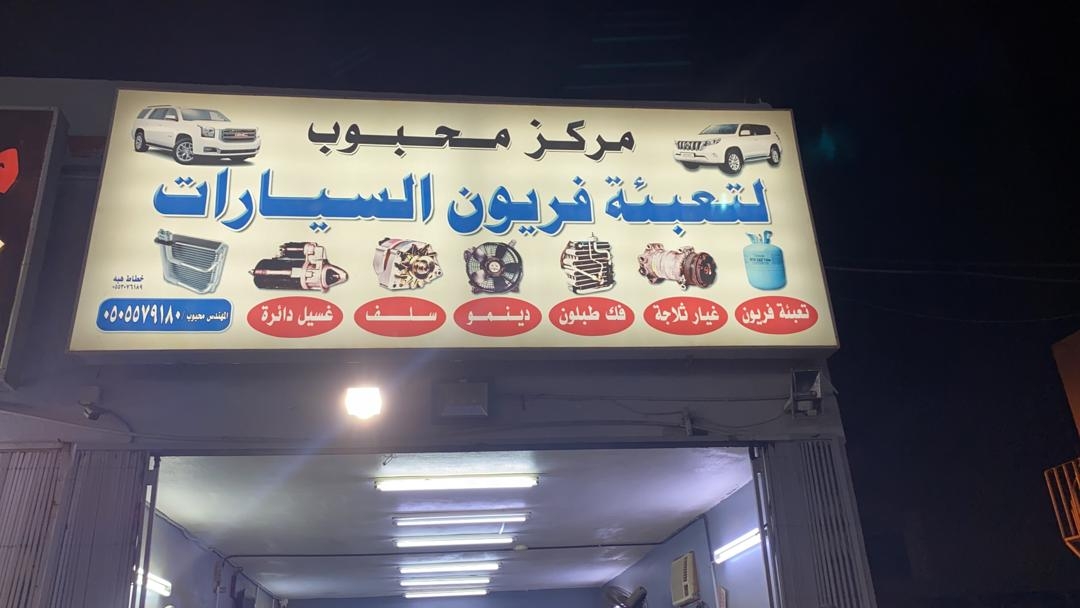 مركز محبوب
لتعبئة فريون السيارات
تعبئة فريون
غيار ثلاجة
فك طبلون
دينمو
سلف
غسيل دائرة
المهندس محبوب / ٠٥٠٥٥٧٩١٨٠
خطاط هبه